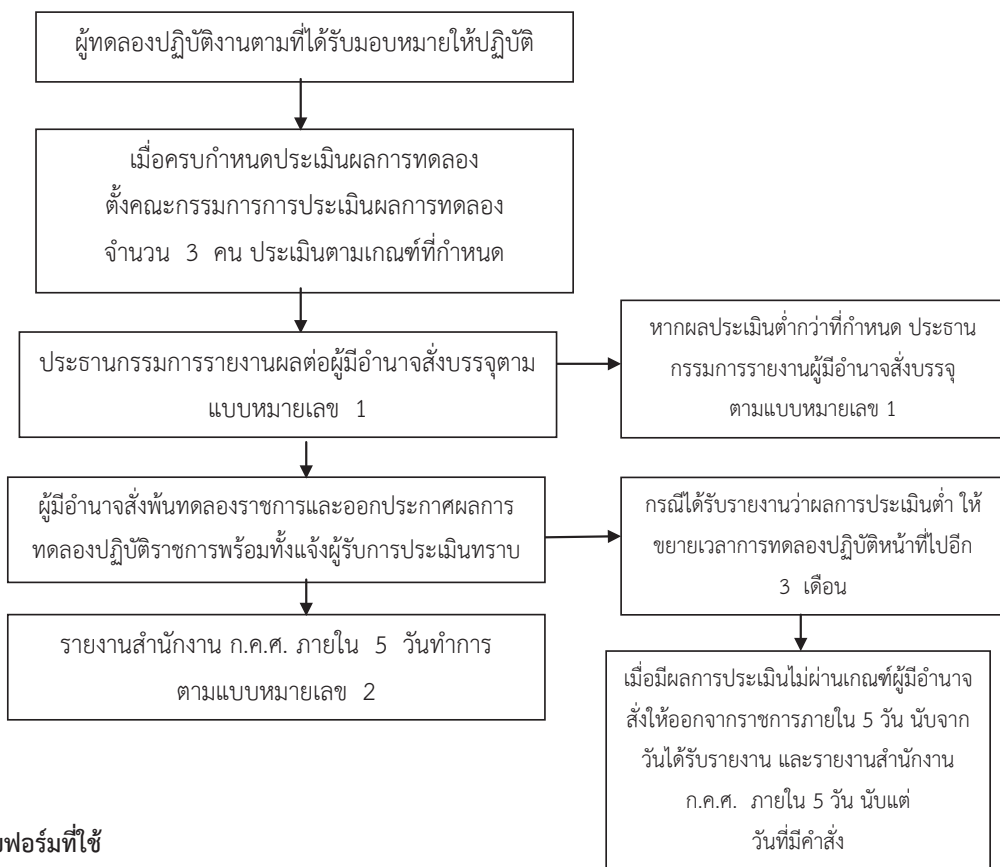 ผู้ทดลองปฏิบัติงานตามที่ได้รับมอบหมายให้ปฏิบัติ
เมื่อครบกำหนดประเมินผลการทดลอง
ตั้งคณะกรรมการการประเมินผลการทดลอง
จำนวน 3 คน ประเมินตามเกณฑ์ที่กำหนด
ประธานกรรมการรายงานผลต่อผู้มีอำนาจสั่งบรรจุตาม
แบบหมายเลข 1
หากผลประเมินต่ำกว่าที่กำหนด ประธาน
กรรมการรายงานผู้มีอำนาจสั่งบรรจุ
ตามแบบหมายเลข 1
ผู้มีอำนาจสั่งพ้นทดลองราชการและออกประกาศผลการ
ทดลองปฏิบัติราชการพร้อมทั้งแจ้งผู้รับการประเมินทราบ
กรณีได้รับรายงานว่าผลการประเมินต่ำ ให้
ขยายเวลาการทดลองปฏิบัติหน้าที่ไปอีก
3 เดือน
รายงานสำนักงาน ก.ค.ศ. ภายใน 5 วันทำการ
ตามแบบหมายเลข 2
เมื่อมีผลการประเมินไม่ผ่านเกณฑ์ผู้มีอำนาจ
สั่งให้ออกจากราชการภายใน 5 วัน นับจาก
วันได้รับรายงาน และรายงานสำนักงาน
ก.ค.ศ. ภายใน 5 วัน นับแต่
วันที่มีคำสั่ง
ฟอร์มที่ใช้